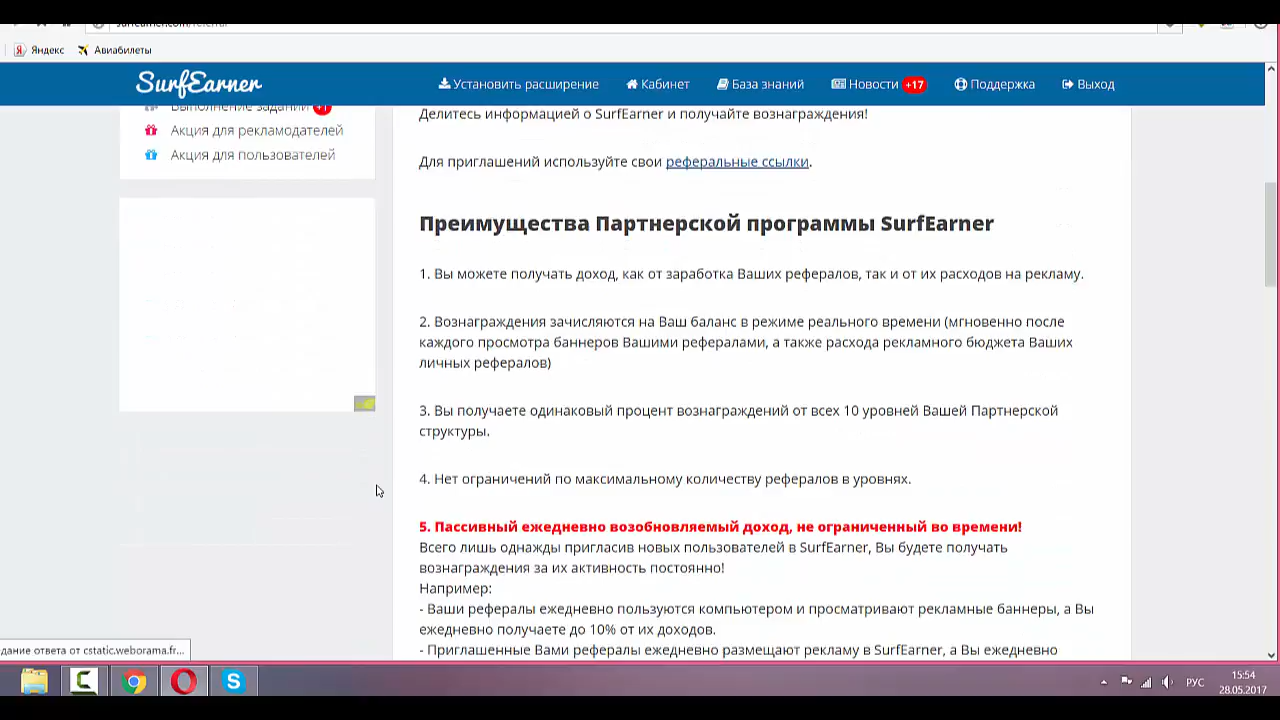 Яндекс Авиабилеты
SurfEarner Установить расширение Кабинет База знаний Новости +17 Поддержка Выход
Выполнение заданий +1
Акция для рекламодателей
Акция для пользователей
Делитесь информацией о SurfEarner и получайте вознаграждения!
Для приглашений используйте свои реферальные ссылки.
Преимущества Партнерской программы SurfEarner
1. Вы можете получать доход, как от заработка Ваших рефералов, так и от их расходов на рекламу.
2. Вознаграждения зачисляются на Ваш баланс в режиме реального времени (мгновенно после
каждого просмотра баннеров Вашими рефералами, а также расхода рекламного бюджета Ваших
личных рефералов)
3. Вы получаете одинаковый процент вознаграждений от всех 10 уровней Вашей Партнерской
структуры.
4. Нет ограничений по максимальному количеству рефералов в уровнях.
5. Пассивный ежедневно возобновляемый доход, не ограниченный во времени!
Всего лишь однажды пригласив новых пользователей в SurfEarner, Вы будете получать
вознаграждения за их активность постоянно!
Например:
- Ваши рефералы ежедневно пользуются компьютером и просматривают рекламные баннеры, а Вы
ежедневно получаете до 10% от их доходов.
- Приглашенные Вами рефералы ежедневно размещают рекламу в SurfEarner, а Вы ежедневно
дание ответа от cstatic.weborama.fr...
РУС
15:54
28.05.2017